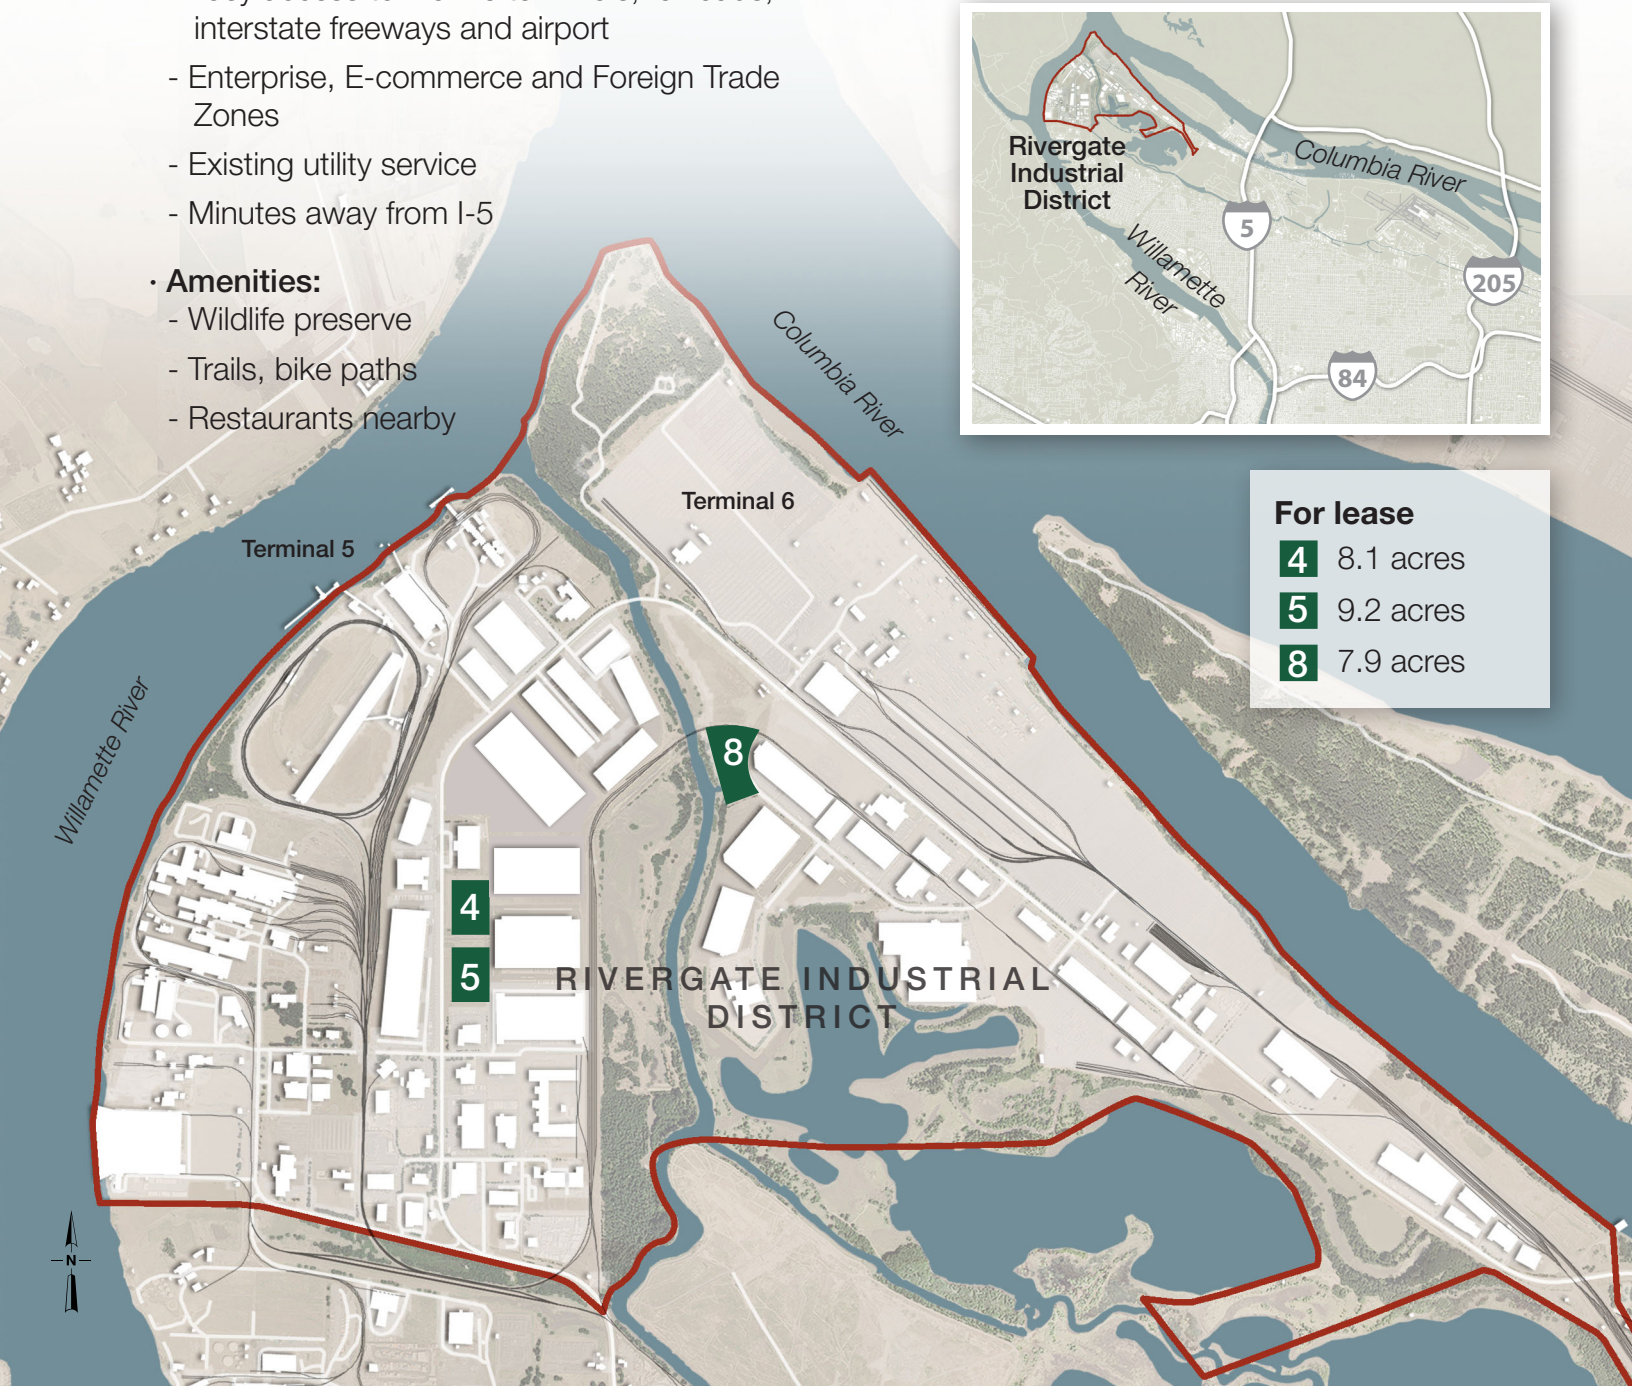 interstate freeways and airport
- Enterprise, E-commerce and Foreign Trade
Zones
- Existing utility service
- Minutes away from I-5
· Amenities:
- Wildlife preserve
- Trails, bike paths
- Restaurants nearby
Rivergate
Industrial
District
Columbia River
Willamette
River
5
205
84
Columbia River
Terminal 6
Terminal 5
Willamette River
For lease
4 8.1 acres
5 9.2 acres
8 7.9 acres
8
4
5
RIVERGATE INDUSTRIAL
DISTRICT
N